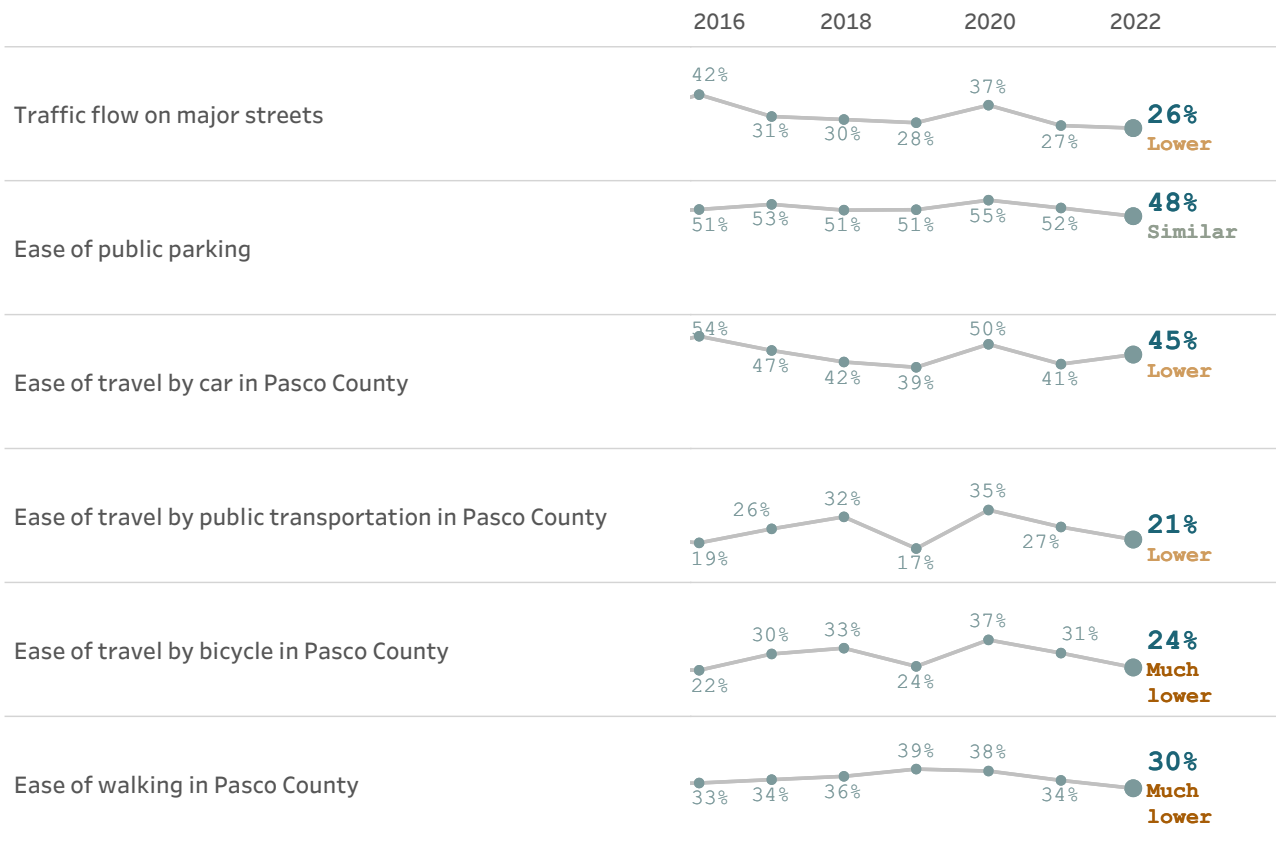 2016 2018 2020 2022
Traffic flow on major streets
42% 31% 30% 28% 37% 27% 26%
Lower
Ease of public parking
51% 53% 51% 51% 55% 52% 48%
Similar
Ease of travel by car in Pasco County
54% 47% 42% 39% 50% 41% 45%
Lower
Ease of travel by public transportation in Pasco County
19% 26% 32% 17% 35% 27% 21%
Lower
Ease of travel by bicycle in Pasco County
22% 30% 33% 24% 37% 31% 24%
Much
lower
Ease of walking in Pasco County
33% 34% 36% 39% 38% 34% 30%
Much
lower